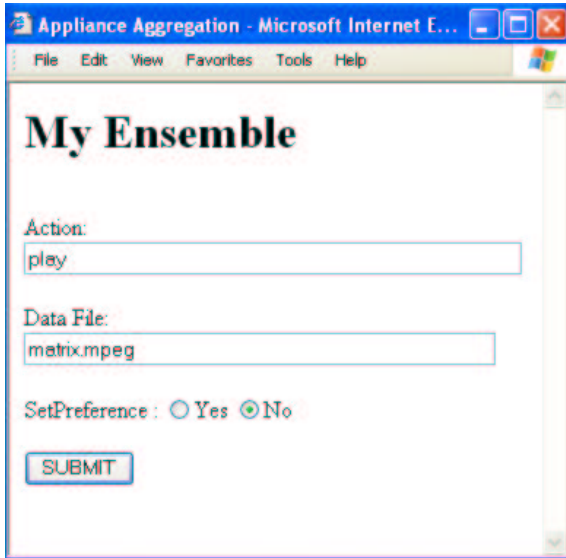 Appliance Aggregation - Microsoft Internet E...
File Edit View Favorites Tools Help
My Ensemble
Action:
play
Data File:
matrix.mpeg
SetPreference : Yes No
SUBMIT